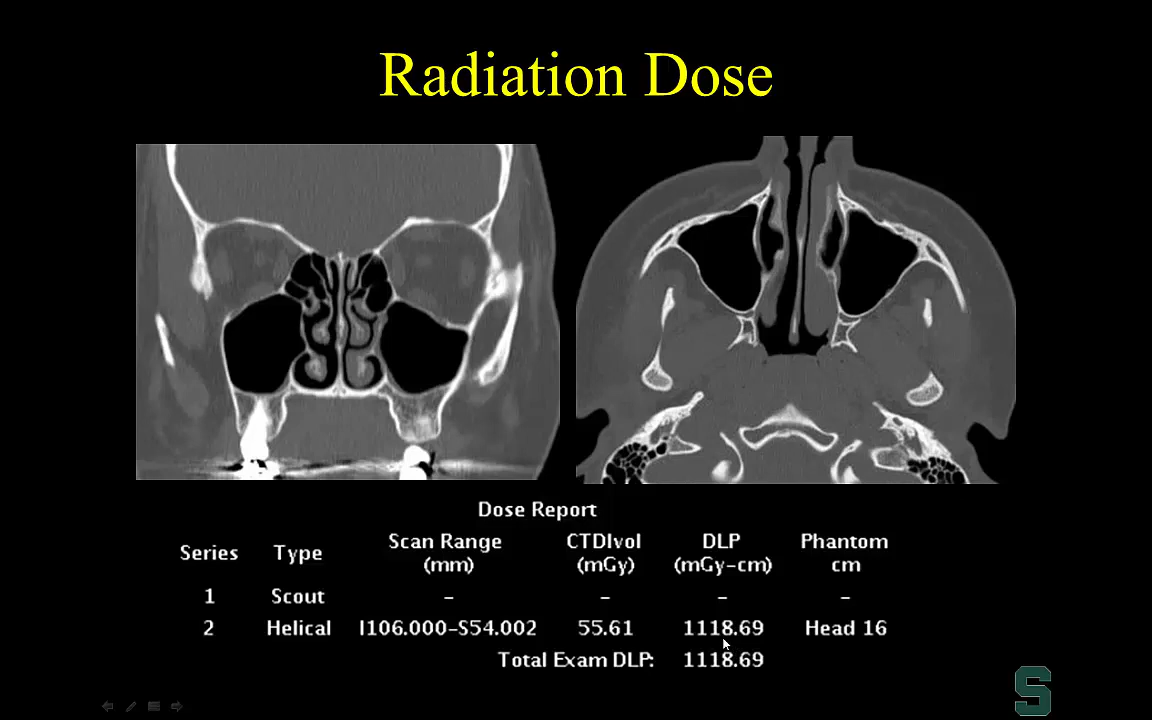 Radiation Dose
Dose Report
Series Type Scan Range (mm) CTDIvol (mGy) DLP (mGy-cm) Phantom cm
1 Scout – – – –
2 Helical I106.000–S54.002 55.61 1118.69 Head 16
Total Exam DLP: 1118.69
S